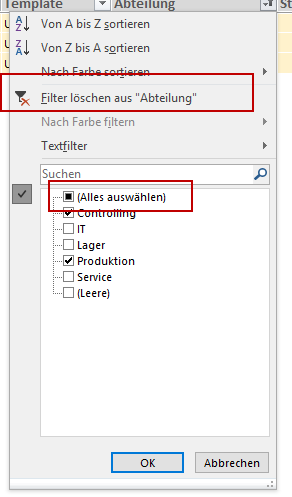 Template
Abteilung
St
U
Von A bis Z sortieren
U
Von Z bis A sortieren
U
Nach Farbe sortieren
Filter löschen aus "Abteilung"
Nach Farbe filtern
Textfilter
Suchen
(Alles auswählen)
Controlling
IT
Lager
Produktion
Service
(Leere)
OK
Abbrechen